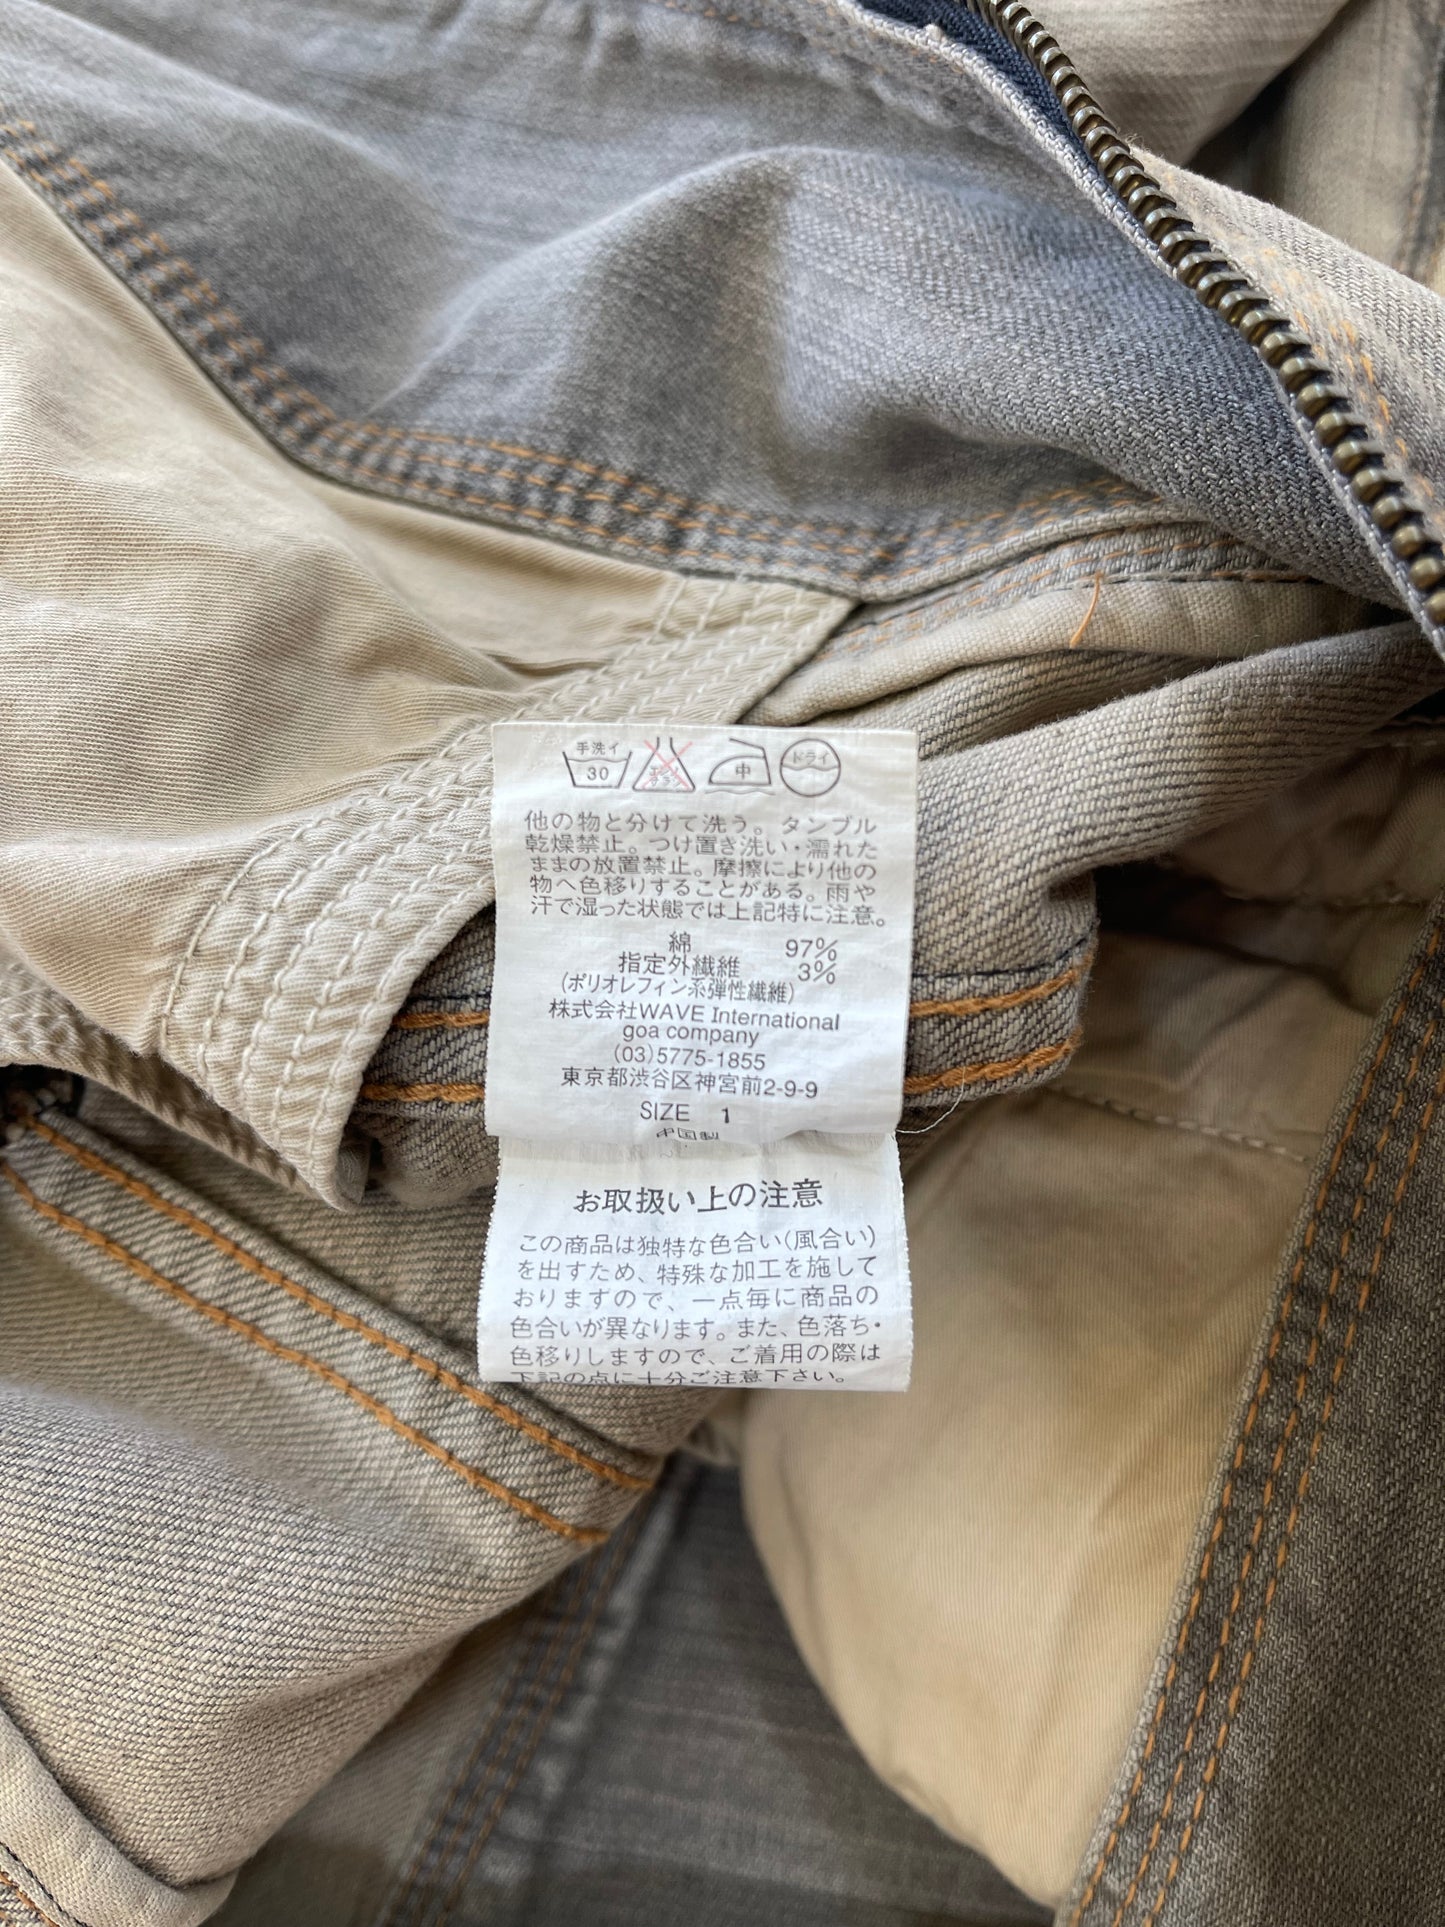 手洗イ ドライ
30 エンソ サラシ 中
他の物と分けて洗う。タンブル
乾燥禁止。つけ置き洗い・濡れた
ままの放置禁止。摩擦により他の
物へ色移りすることがある。雨や
汗で湿った状態では上記特に注意。
綿 97%
指定外繊維 3%
(ポリオレフィン系弾性繊維)
株式会社WAVE International
goa company
(03)5775-1855
東京都渋谷区神宮前2-9-9
SIZE 1
中国製
お取扱い上の注意
この商品は独特な色合い(風合い)
を出すため、特殊な加工を施して
おりますので、一点毎に商品の
色合いが異なります。また、色落ち・
色移りしますので、ご着用の際は
下記の点に十分ご注意下さい。